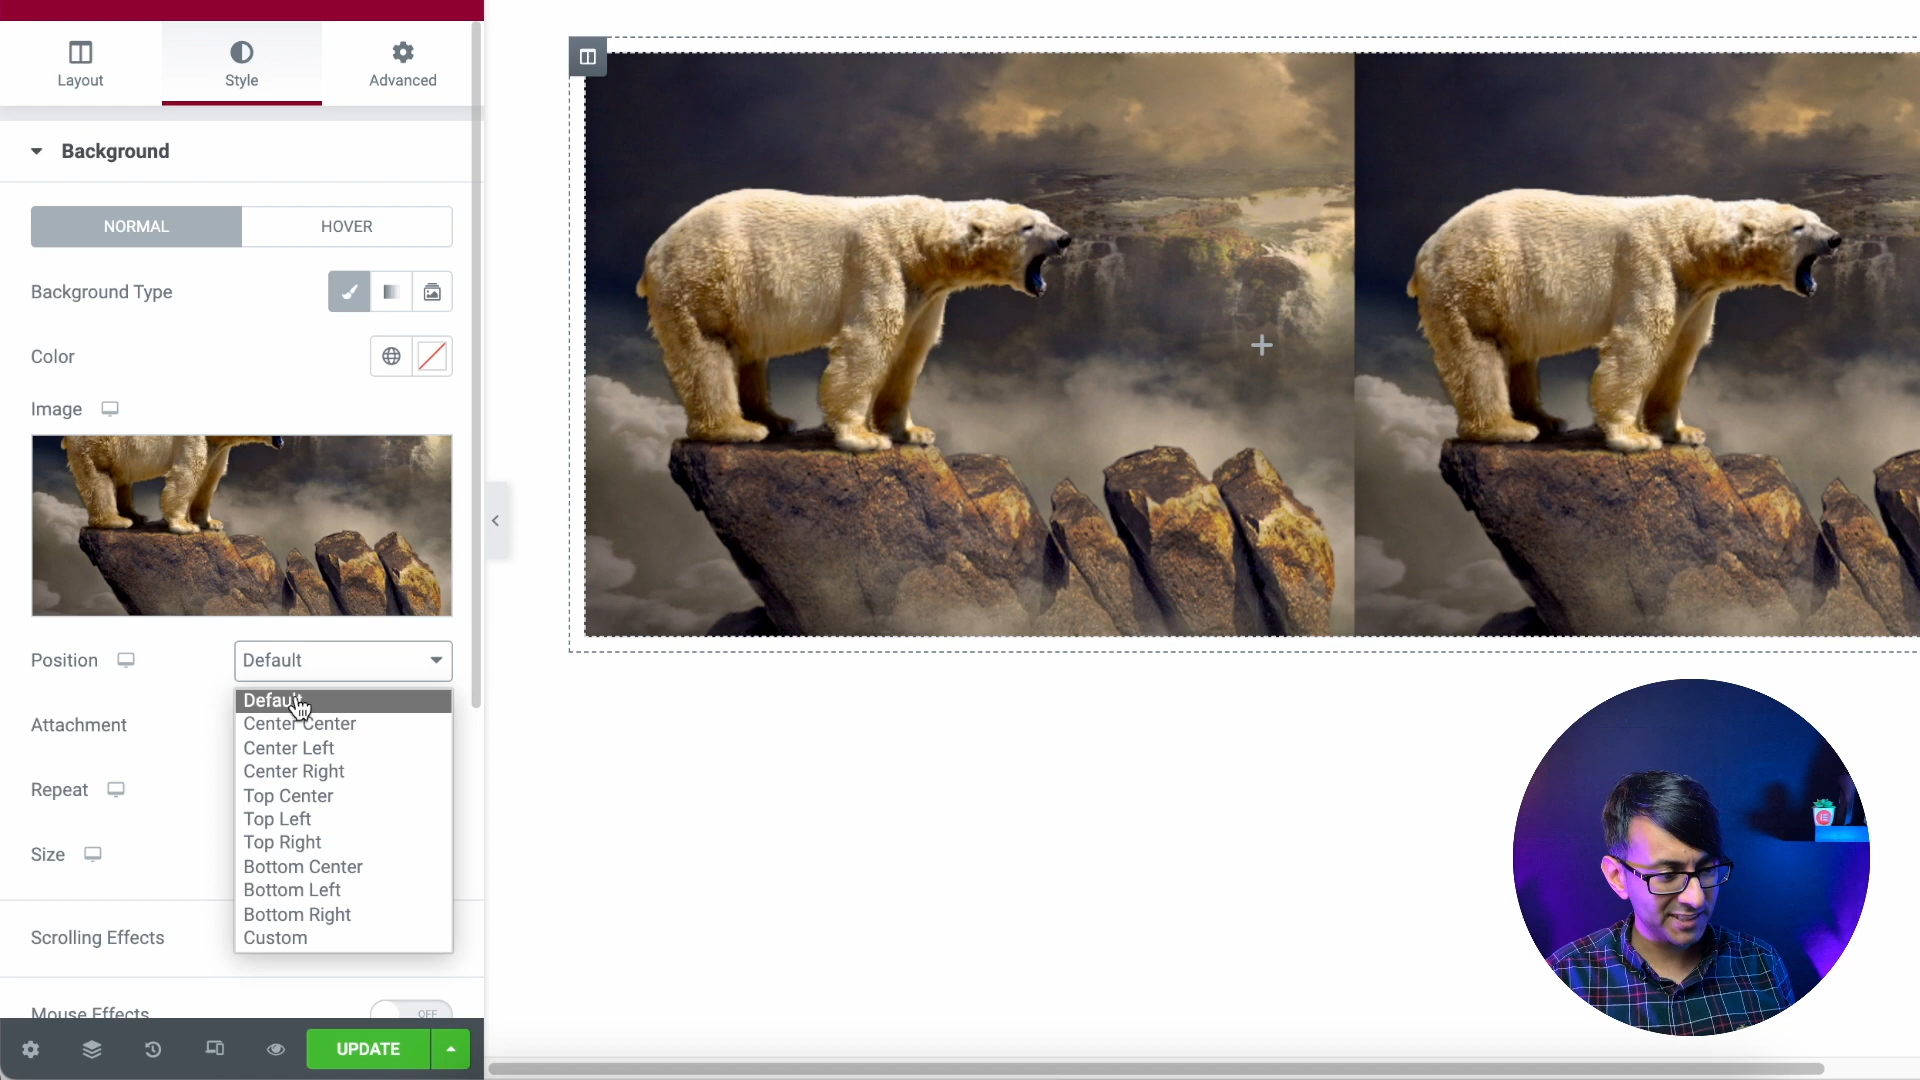 Layout
Style
Advanced
Background
NORMAL
HOVER
Background Type
Color
Image
Position
Default
Default
Center Center
Center Left
Center Right
Top Center
Top Left
Top Right
Bottom Center
Bottom Left
Bottom Right
Custom
Attachment
Repeat
Size
Scrolling Effects
Mouse Effects
OFF
UPDATE